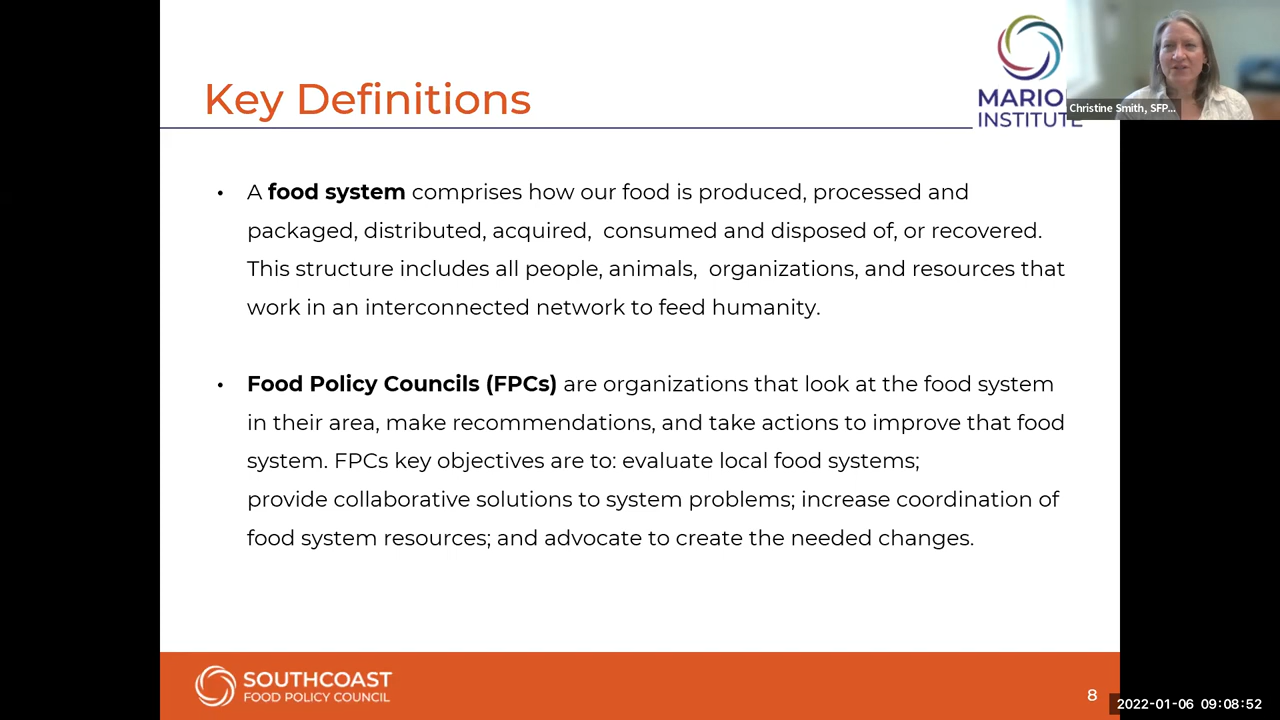 Key Definitions
MARIO
INSTITUTE
Christine Smith, SFP...
• A food system comprises how our food is produced, processed and
packaged, distributed, acquired, consumed and disposed of, or recovered.
This structure includes all people, animals, organizations, and resources that
work in an interconnected network to feed humanity.
• Food Policy Councils (FPCs) are organizations that look at the food system
in their area, make recommendations, and take actions to improve that food
system. FPCs key objectives are to: evaluate local food systems;
provide collaborative solutions to system problems; increase coordination of
food system resources; and advocate to create the needed changes.
SOUTHCOAST
FOOD POLICY COUNCIL
8
2022-01-06 09:08:52